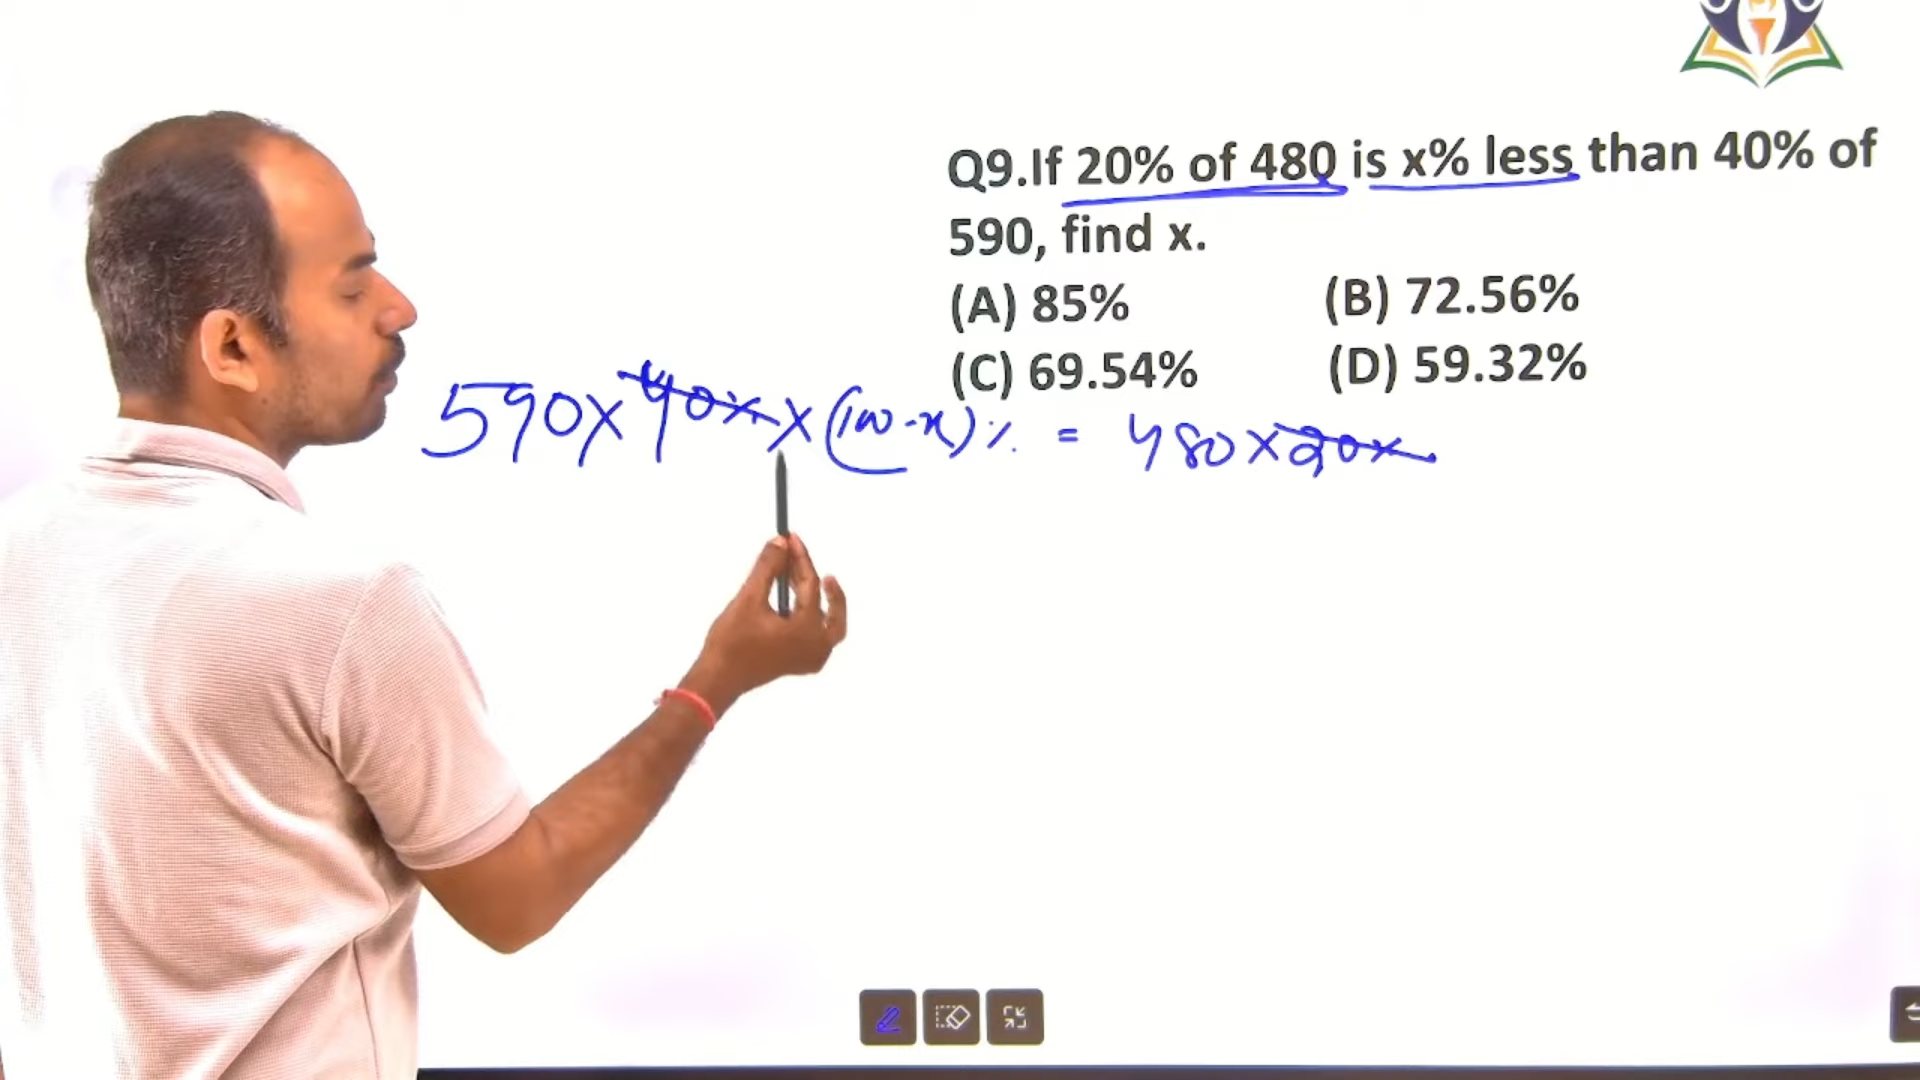 Q9.If 20% of 480 is x% less than 40% of
590, find x.
(A) 85% (B) 72.56%
(C) 69.54% (D) 59.32%
590 x 40% x (100-x)% = 480 x 20%